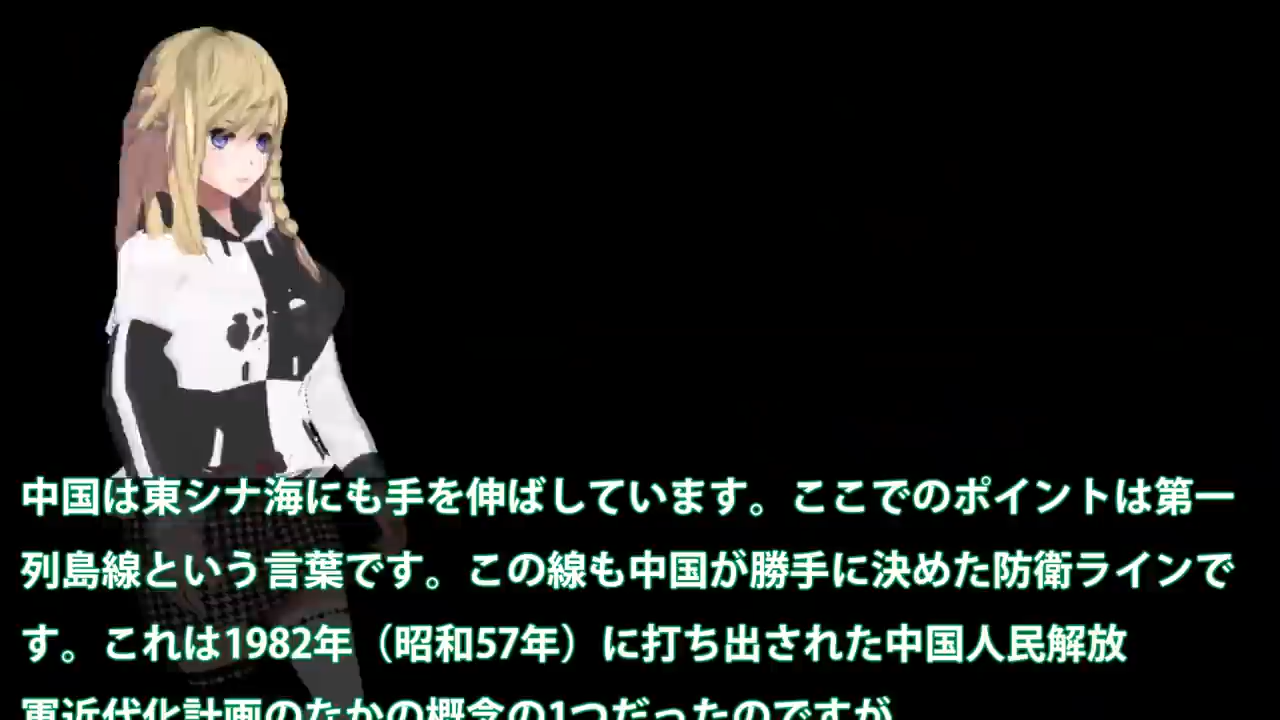 中国は東シナ海にも手を伸ばしています。ここでのポイントは第一
列島線という言葉です。この線も中国が勝手に決めた防衛ラインで
す。これは1982年（昭和57年）に打ち出された中国人民解放
軍近代化計画のなかの概念の1つだったのですが